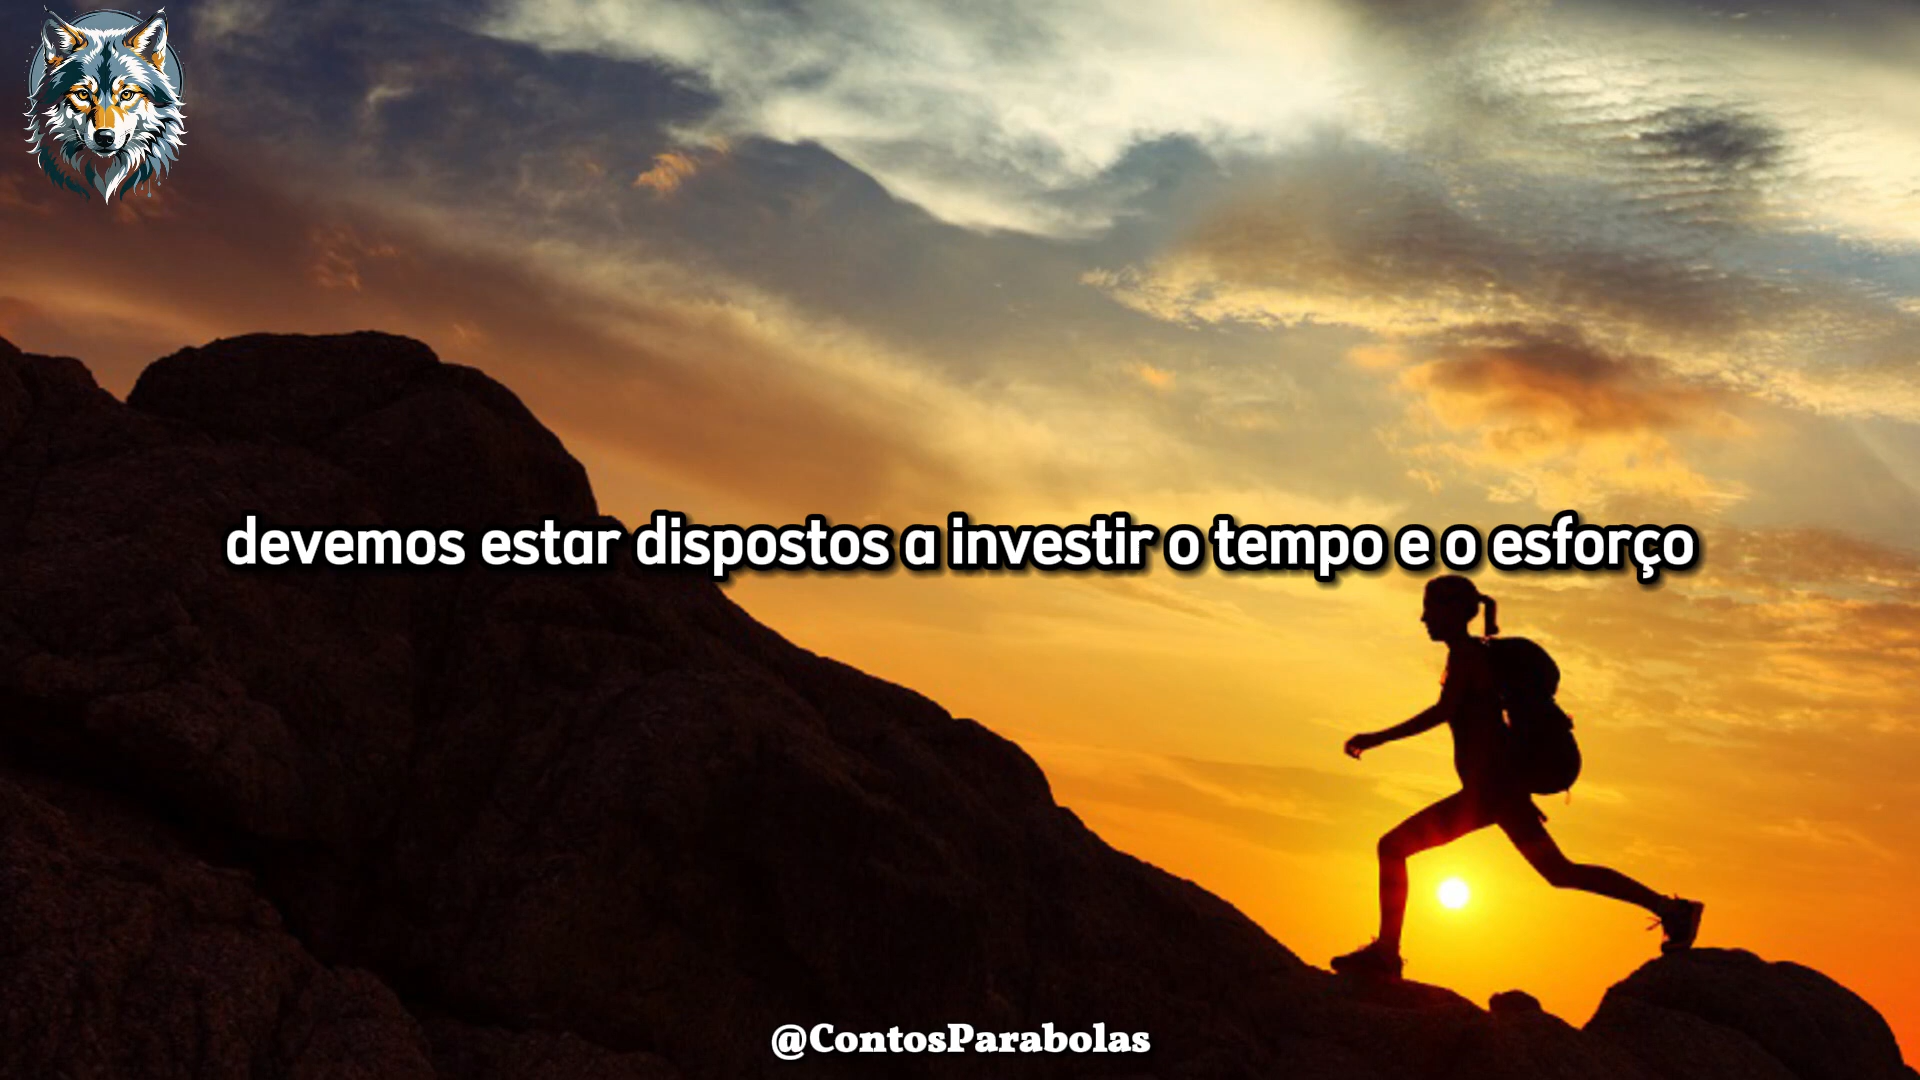 devemos estar dispostos a investir o tempo e o esforço
@ContosParabolas